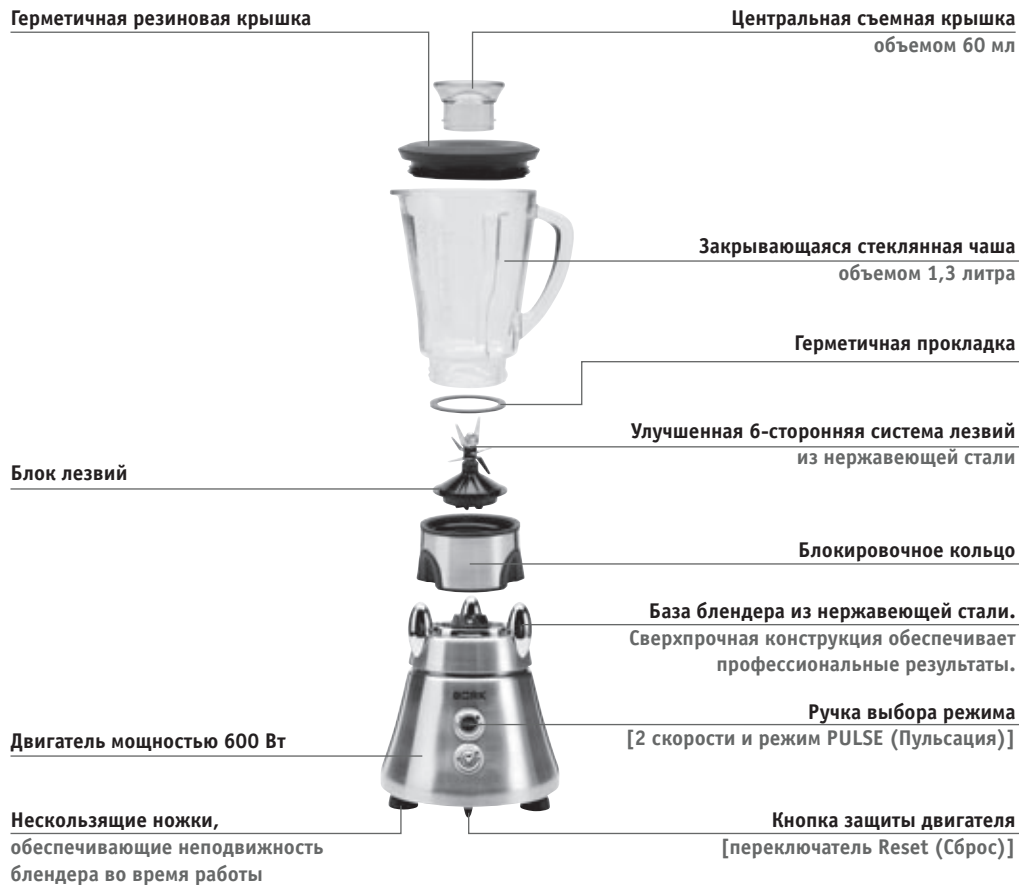 Герметичная резиновая крышка
Центральная съемная крышка
объемом 60 мл
Закрывающаяся стеклянная чаша
объемом 1,3 литра
Герметичная прокладка
Улучшенная 6-сторонняя система лезвий
из нержавеющей стали
Блок лезвий
Блокировочное кольцо
База блендера из нержавеющей стали.
Сверхпрочная конструкция обеспечивает
профессиональные результаты.
BORK
Ручка выбора режима
[2 скорости и режим PULSE (Пульсация)]
Двигатель мощностью 600 Вт
Нескользящие ножки,
обеспечивающие неподвижность
блендера во время работы
Кнопка защиты двигателя
[переключатель Reset (Сброс)]